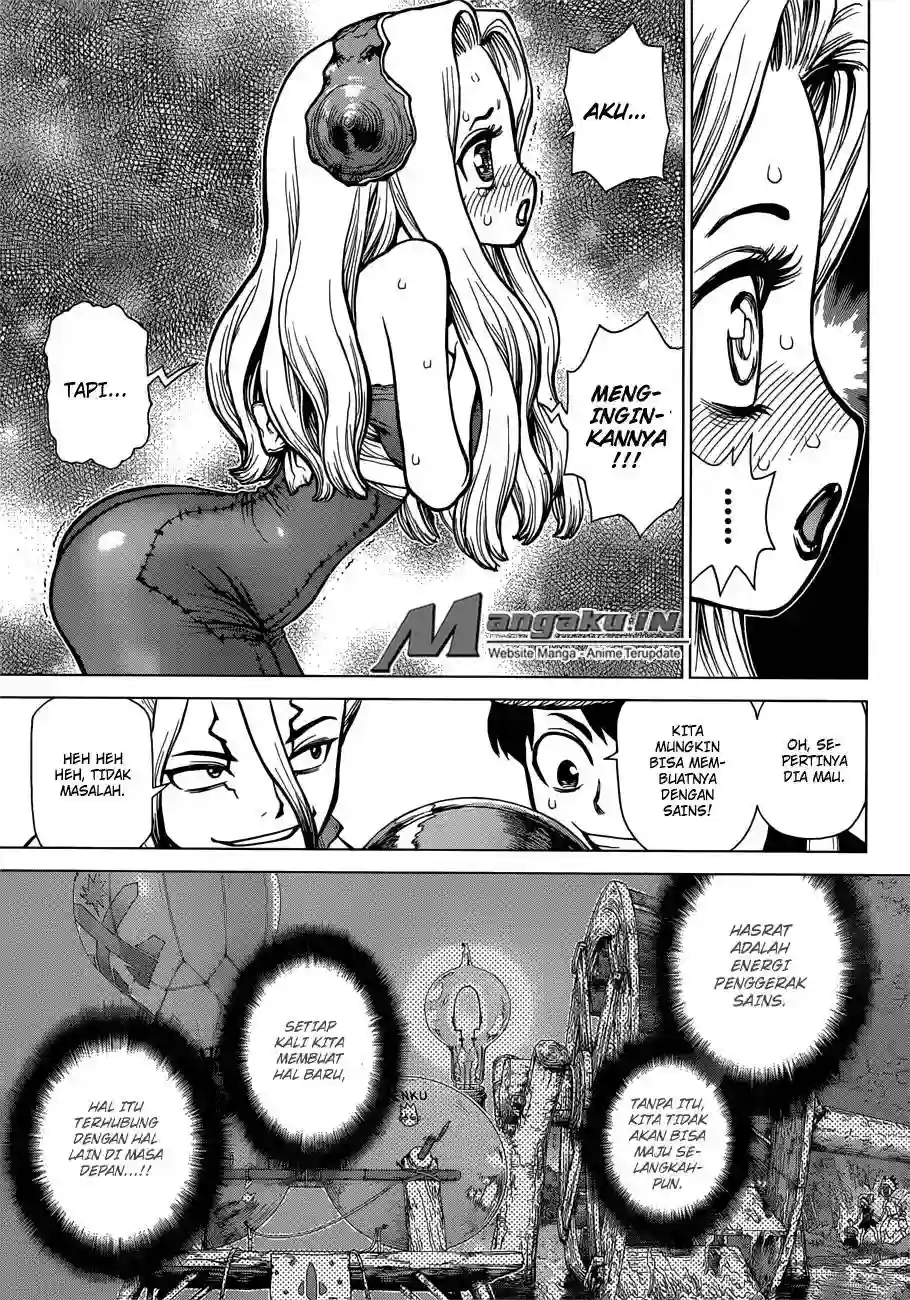 ......
AKU...
MENG-
INGIN-
KANNYA
!!!
TAPI...
Mangaku.IN
Website Manga - Anime Terupdate
OH, SE-
PERTINYA
DIA MAU.
KITA
MUNGKIN
BISA MEM-
BUATNYA
DENGAN
SAINS!
HEH HEH
HEH, TIDAK
MASALAH.
HASRAT
ADALAH
ENERGI
PENGGERAK
SAINS.
TANPA ITU,
KITA TIDAK
AKAN BISA
MAJU SE-
LANGKAH-
PUN.
SETIAP
KALI KITA
MEMBUAT
HAL BARU,
HAL ITU
TERHUBUNG
DENGAN HAL
LAIN DI MASA
DEPAN...!!